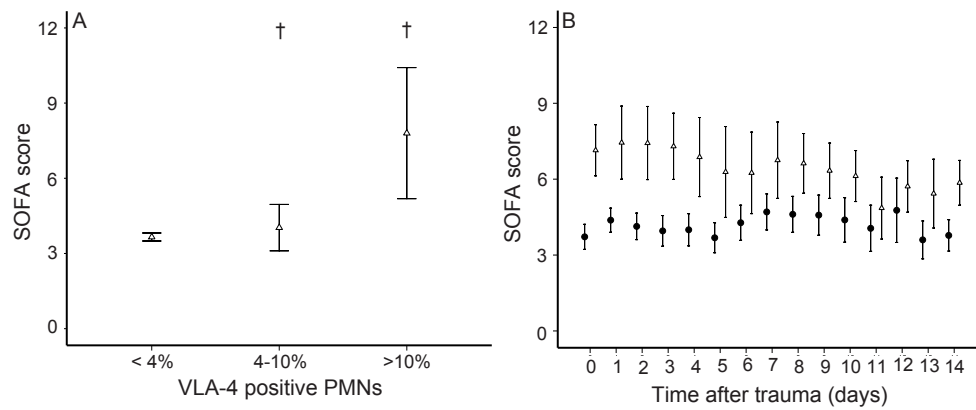 A
SOFA score
12
9
6
3
0
† †
< 4% 4-10% >10%
VLA-4 positive PMNs
B
SOFA score
12
9
6
3
0
0 1 2 3 4 5 6 7 8 9 10 11 12 13 14
Time after trauma (days)